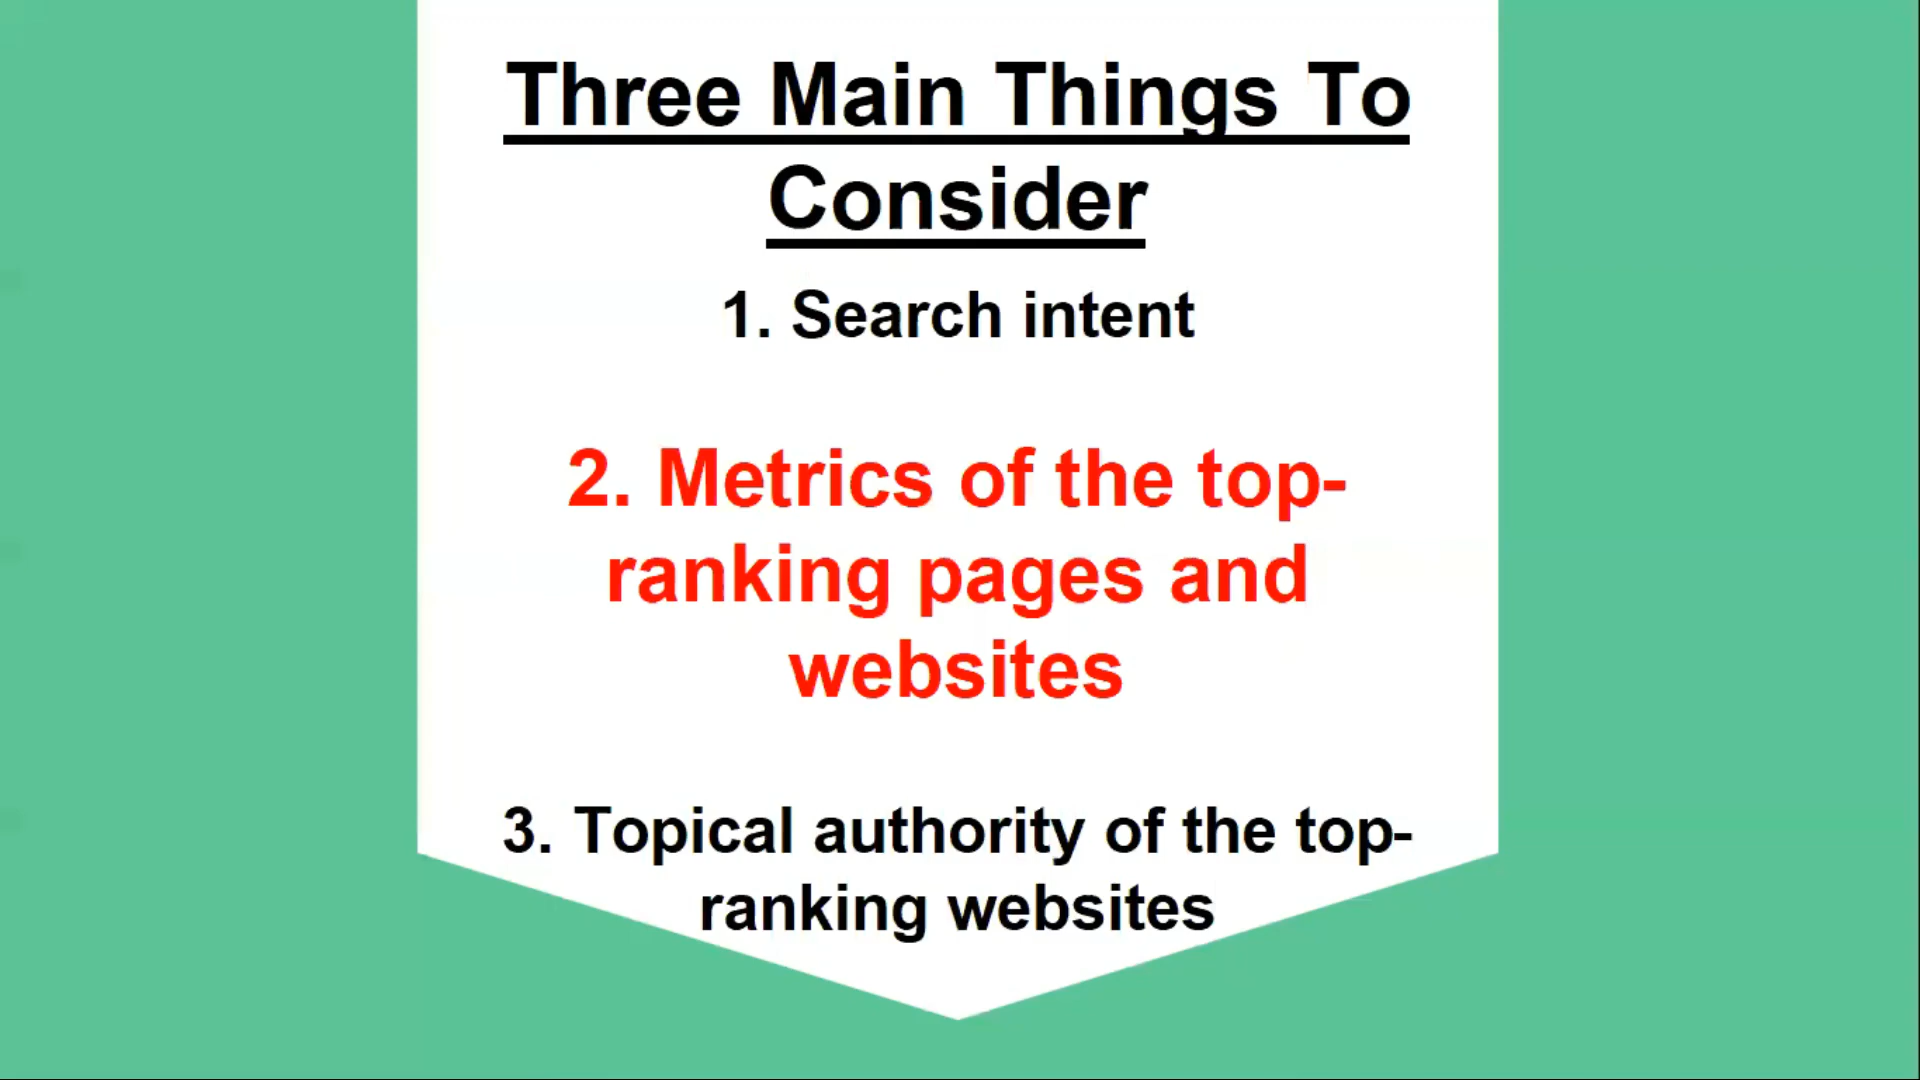 Three Main Things To
Consider
1. Search intent
2. Metrics of the top-
ranking pages and
websites
3. Topical authority of the top-
ranking websites